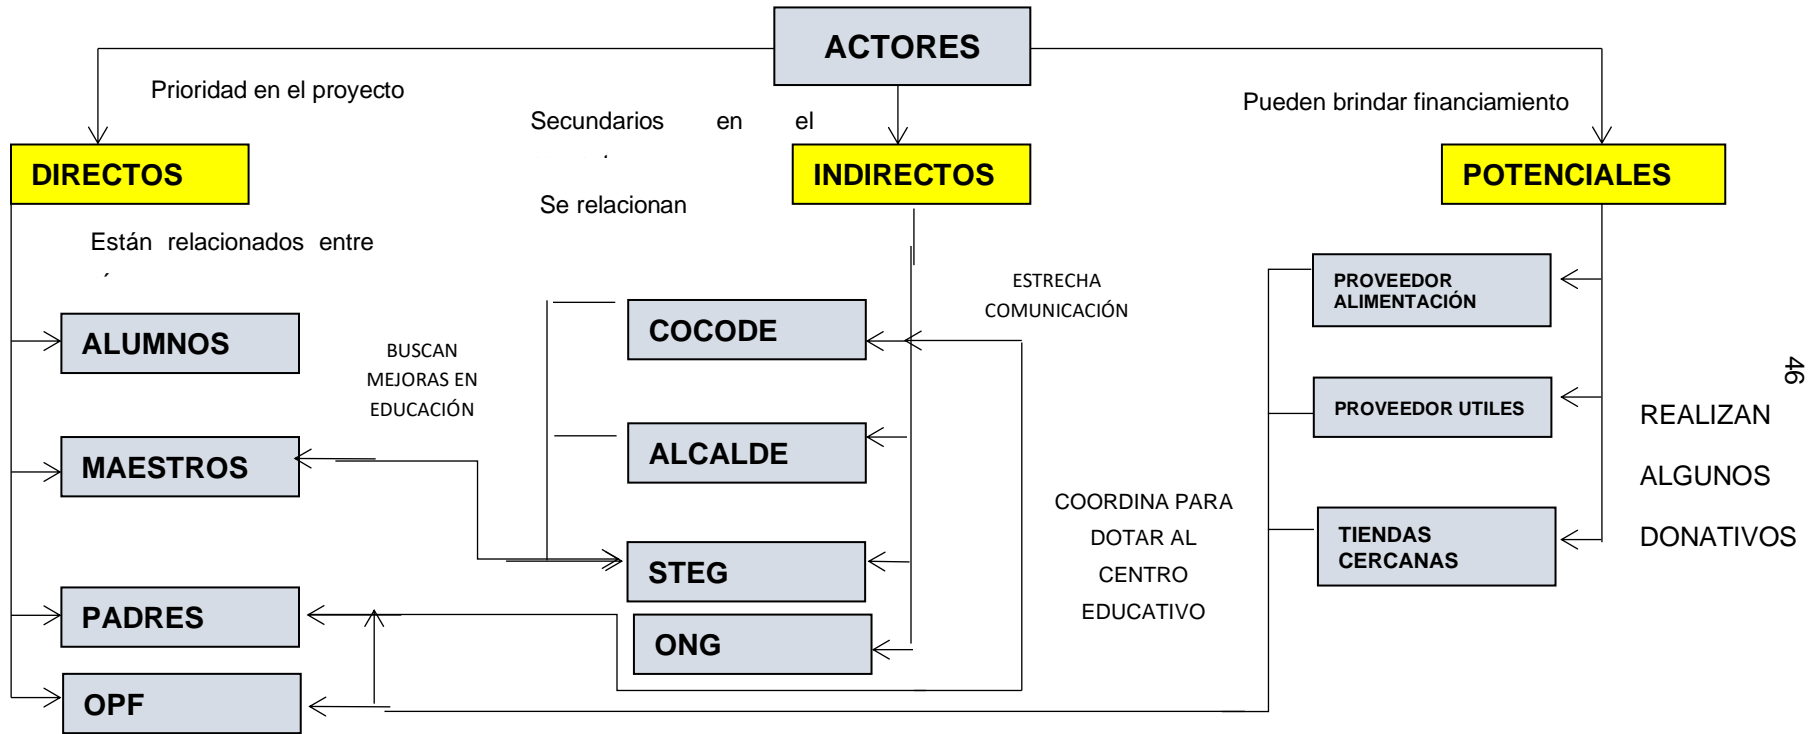 ACTORES
Prioridad en el proyecto
Secundarios en el
Pueden brindar financiamiento
DIRECTOS
INDIRECTOS
POTENCIALES
Se relacionan
Están relacionados entre
PROVEEDOR
ALIMENTACIÓN
ESTRECHA
COMUNICACIÓN
ALUMNOS
COCODE
BUSCAN
MEJORAS EN
EDUCACIÓN
46
PROVEEDOR UTILES
REALIZAN
ALGUNOS
DONATIVOS
MAESTROS
ALCALDE
COORDINA PARA
DOTAR AL
CENTRO
EDUCATIVO
TIENDAS
CERCANAS
STEG
PADRES
ONG
OPF